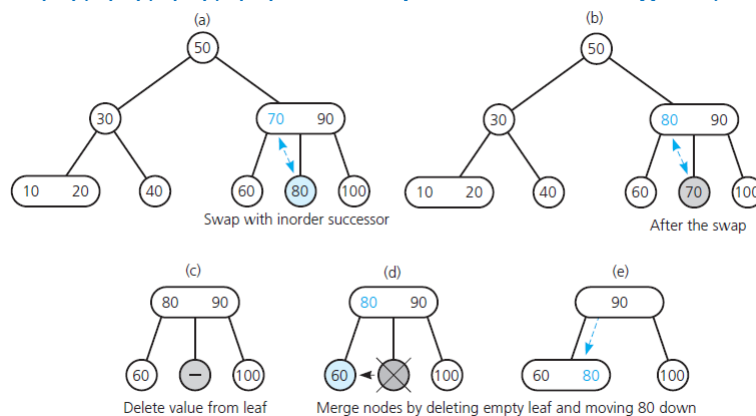 (a) (b)
50 50
30 70 90 30 80 90
10 20 40 60 80 100 10 20 40 60 70 100
Swap with inorder successor After the swap
(c) (d) (e)
80 90 80 90 90
60 – 100 60 100 60 80 100
Delete value from leaf Merge nodes by deleting empty leaf and moving 80 down